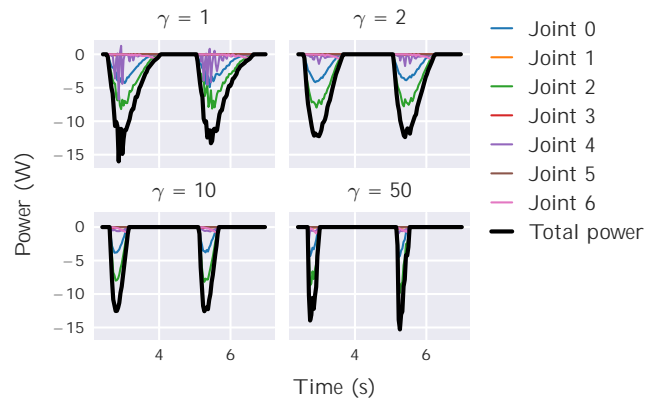 γ = 1
γ = 2
0
−5
−10
−15
γ = 10
γ = 50
0
−5
−10
−15
4
6
4
6
Power (W)
Time (s)
Joint 0
Joint 1
Joint 2
Joint 3
Joint 4
Joint 5
Joint 6
Total power